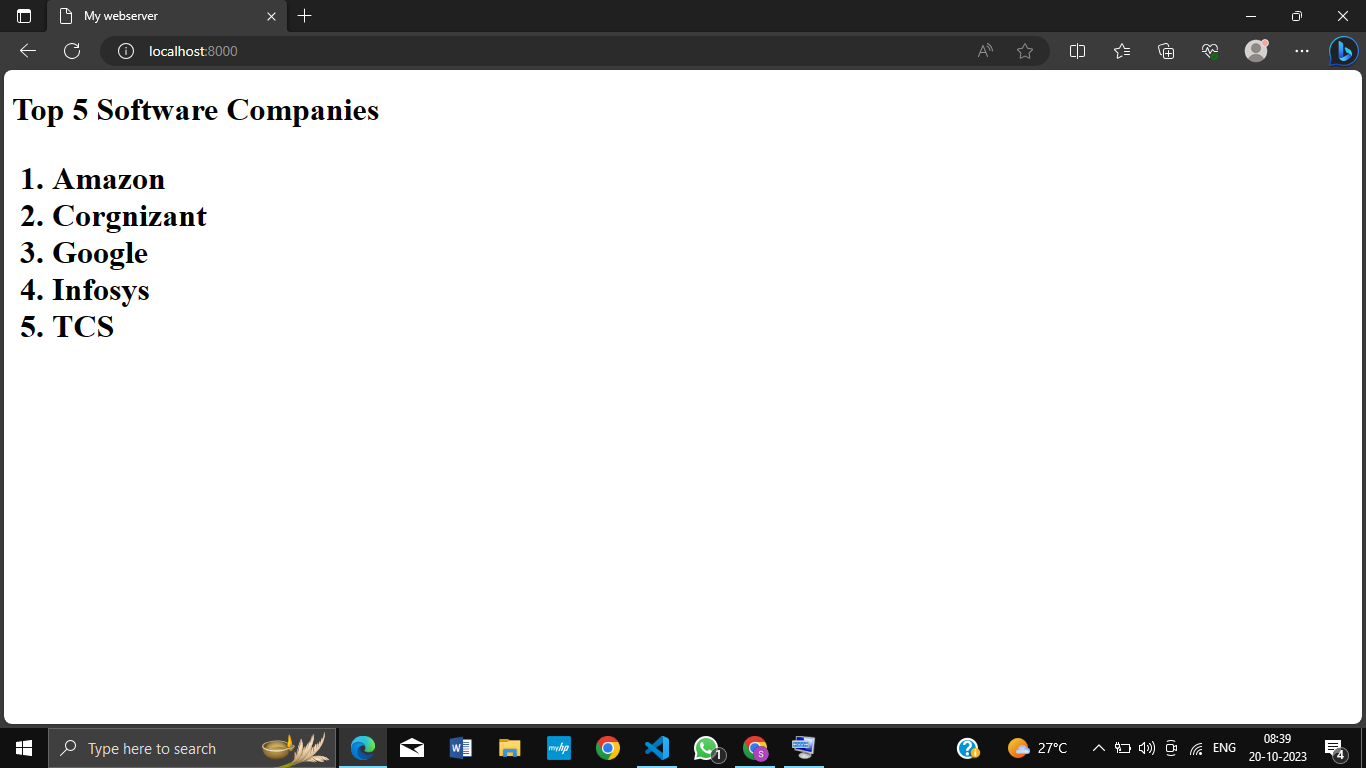 My webserver
localhost:8000
Top 5 Software Companies
1. Amazon
2. Corgnizant
3. Google
4. Infosys
5. TCS
Type here to search
myhp
1
S
27°C
ENG
08:39
20-10-2023
4